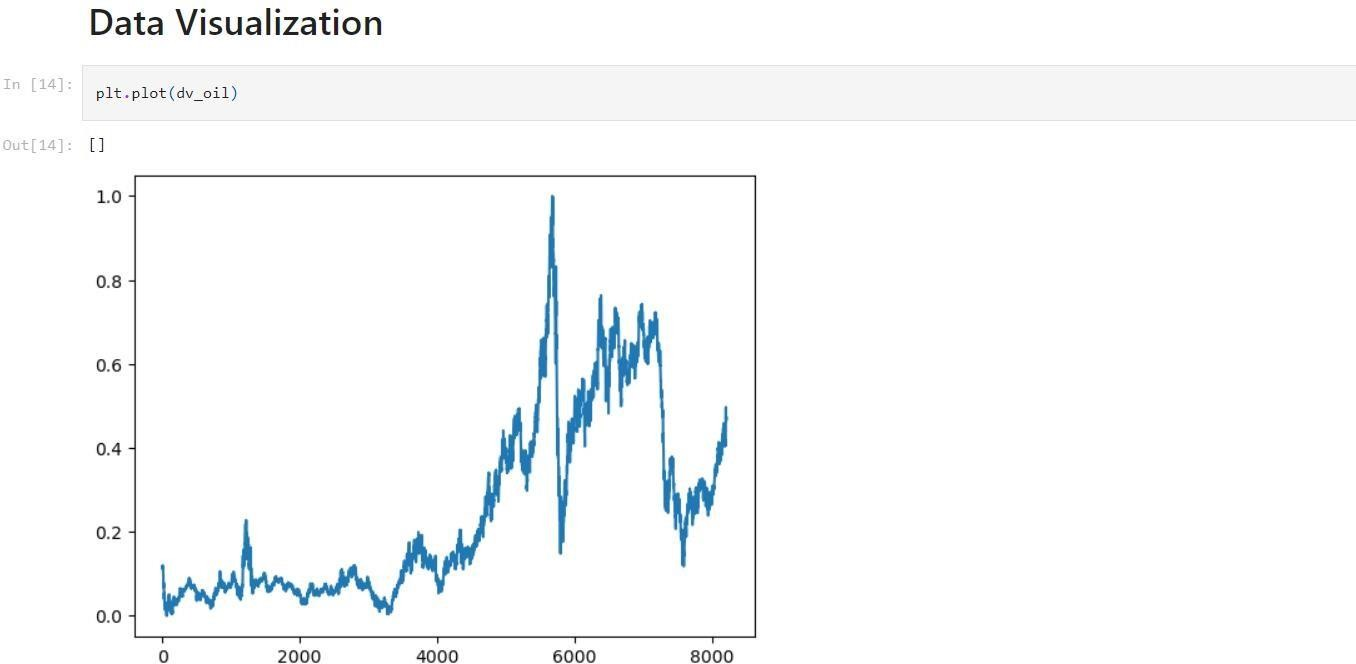 Data Visualization
In [14]:
plt.plot(dv_oil)
Out[14]: []
1.0
0.8
0.6
0.4
0.2
0.0
0 2000 4000 6000 8000